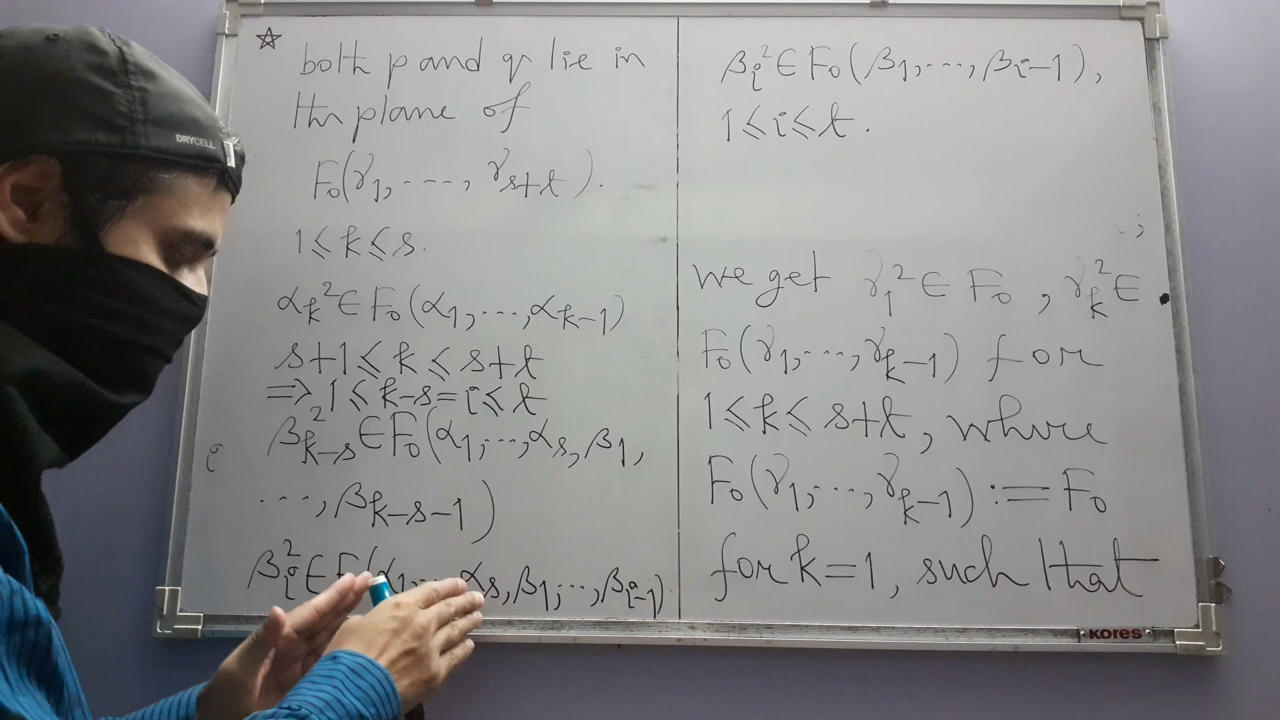 ☆ both p and q lie in
the plane of
F₀(γ₁, ----, γₛ₊ₜ).
1 ≤ k ≤ s.
αₖ² ∈ F₀(α₁, ..., αₖ₋₁)
s+1 ≤ k ≤ s+t
⇒ 1 ≤ k-s = i ≤ t
βₖ₋ₛ² ∈ F₀(α₁, ..., αₛ, β₁,
..., βₖ₋ₛ₋₁)
βᵢ² ∈ F₀(α₁, ... αₛ, β₁, ..., βᵢ₋₁)
βᵢ² ∈ F₀(β₁, ..., βᵢ₋₁),
1 ≤ i ≤ t.
we get γ₁² ∈ F₀, γₖ² ∈
F₀(γ₁, ..., γₖ₋₁) for
1 ≤ k ≤ s+t, where
F₀(γ₁, ..., γₖ₋₁) := F₀
for k=1, such that
KORES
DRYCELL